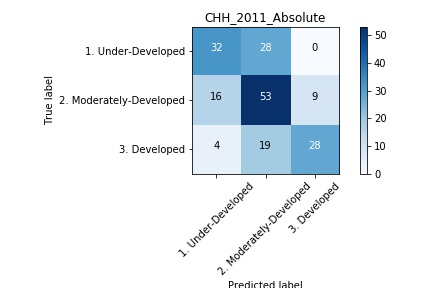 CHH_2011_Absolute
True label
1. Under-Developed 32 28 0
2. Moderately-Developed 16 53 9
3. Developed 4 19 28
1. Under-Developed
2. Moderately-Developed
3. Developed
Predicted label
50
40
30
20
10
0